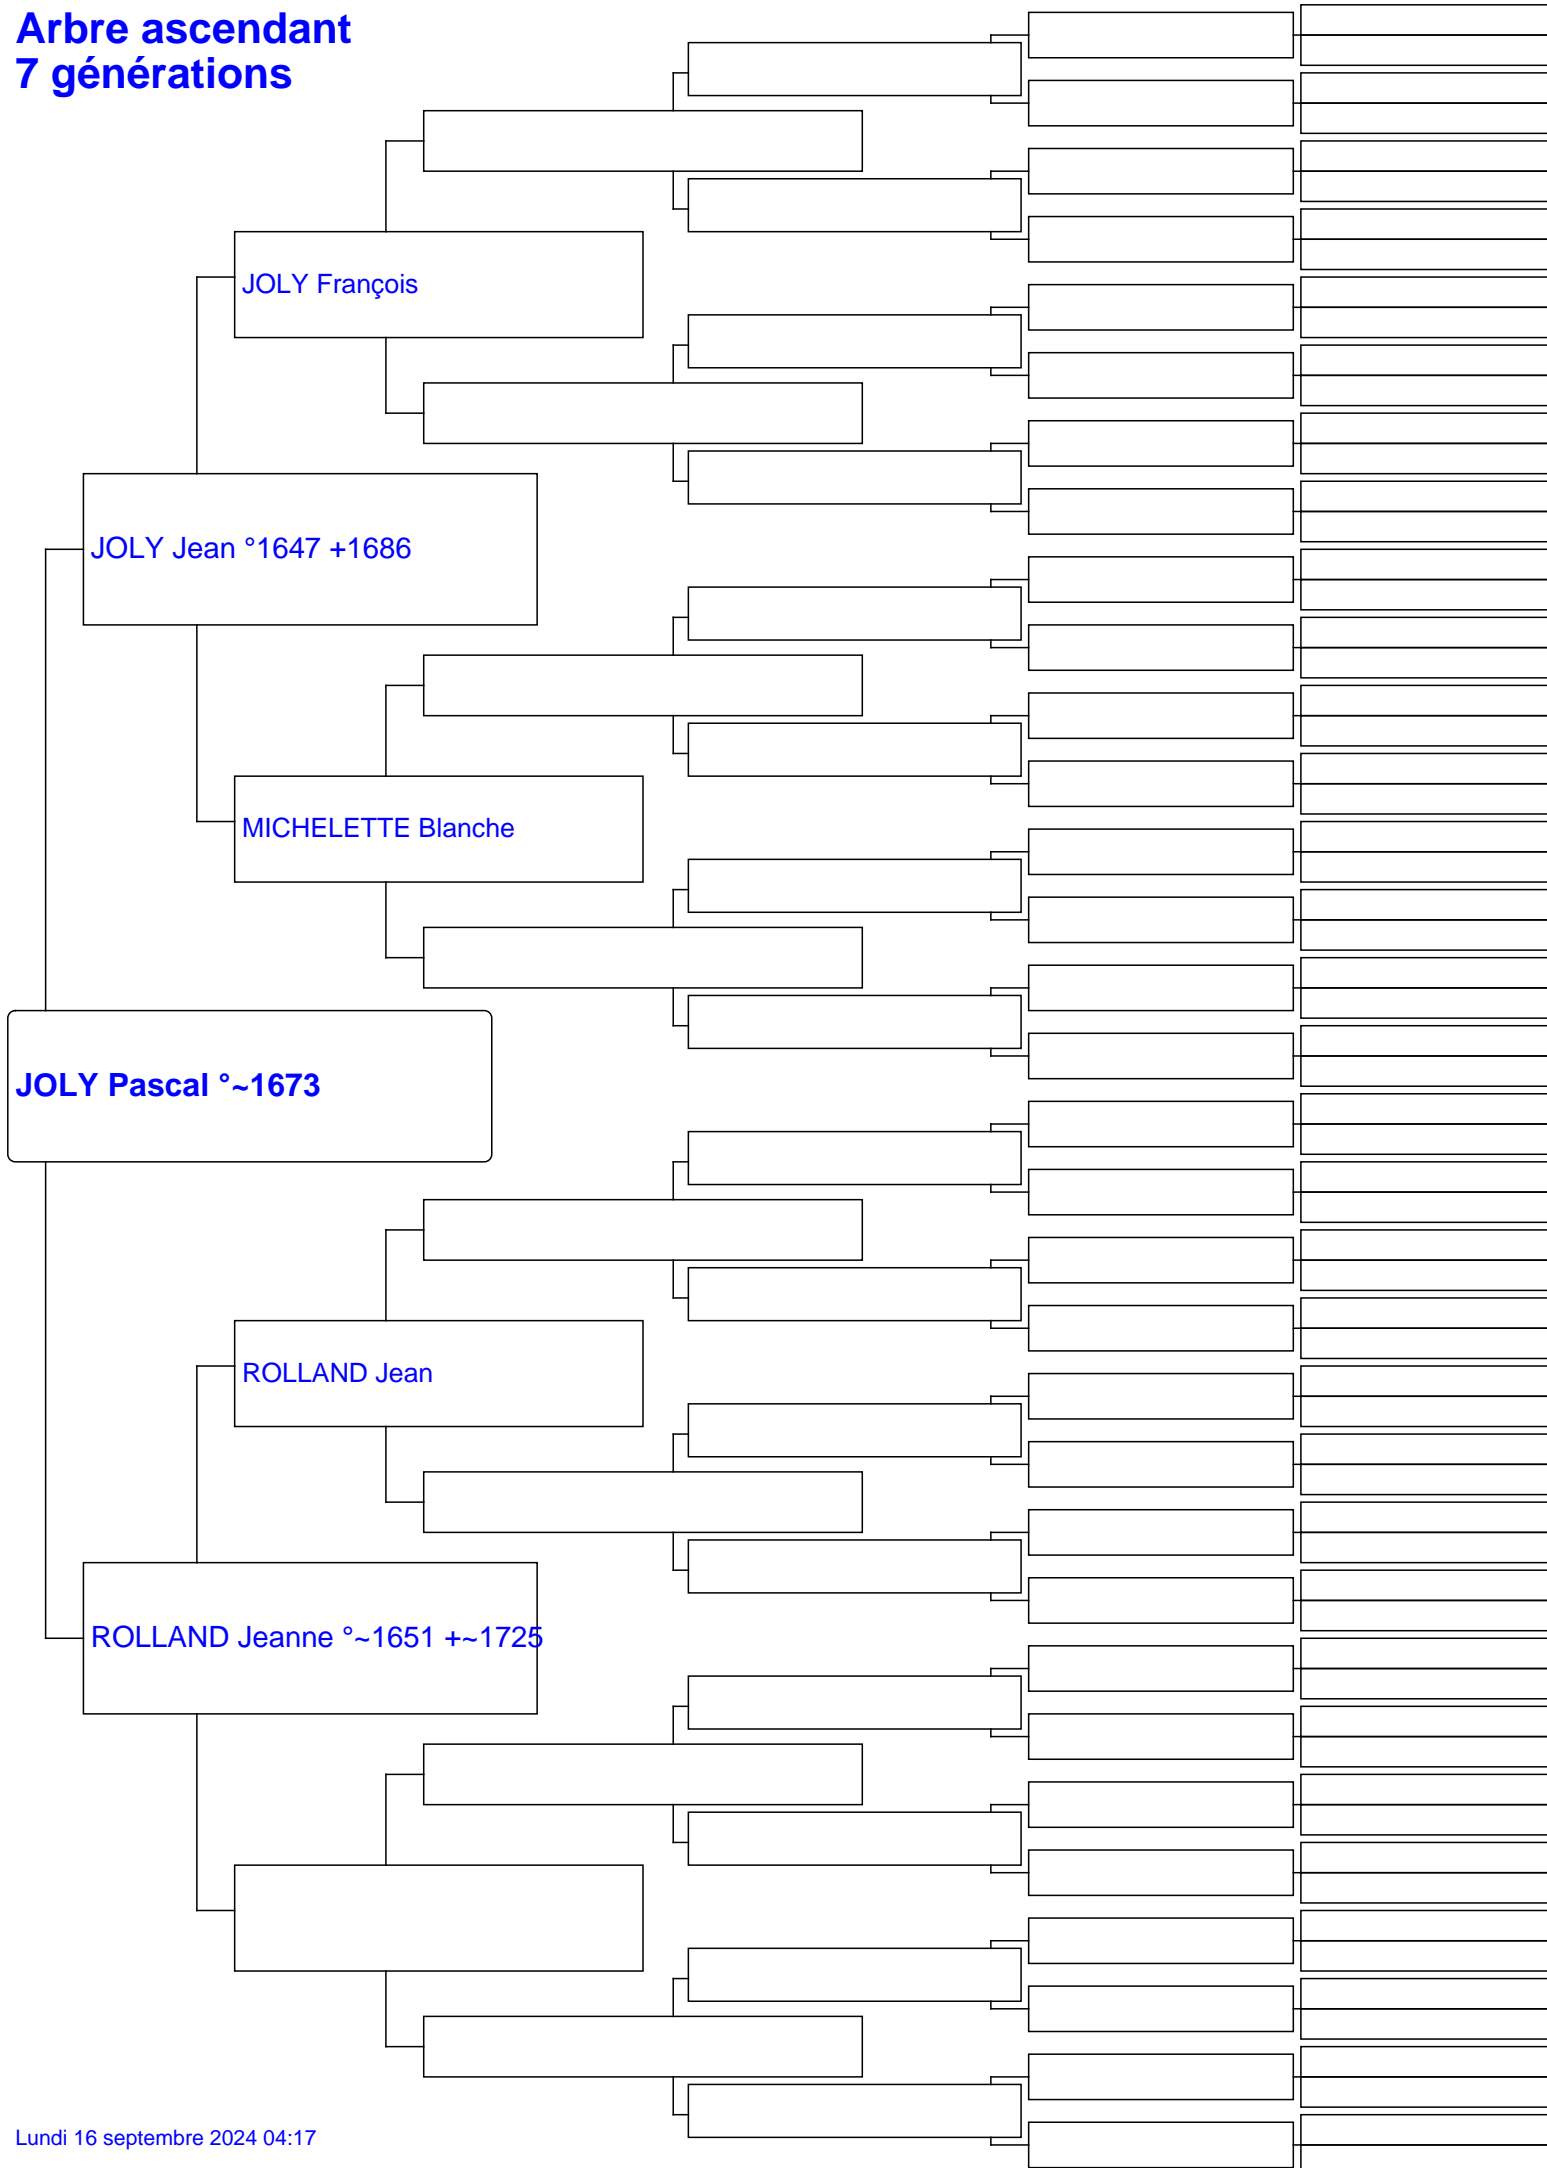 Arbre ascendant
7 générations
JOLY François
JOLY Jean °1647 +1686
MICHELETTE Blanche
JOLY Pascal °~1673
ROLLAND Jean
ROLLAND Jeanne °~1651 +~1725
Lundi 16 septembre 2024 04:17